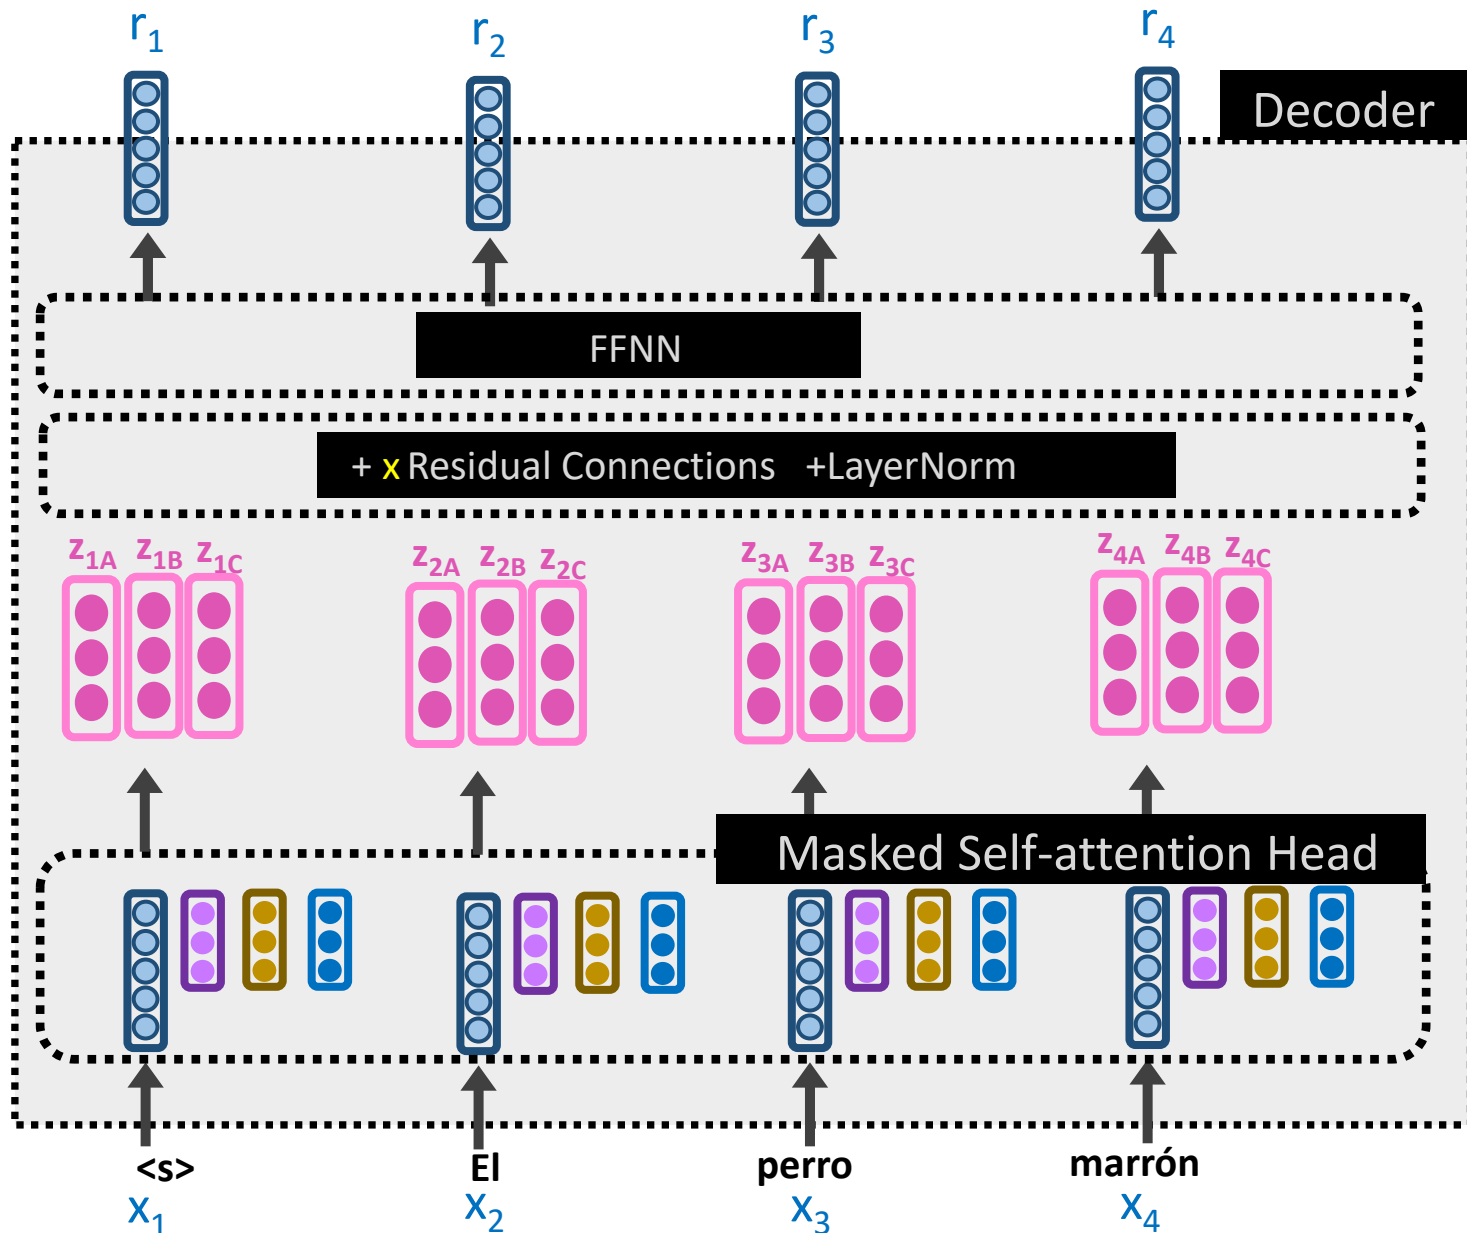 r1 r2 r3 r4
Decoder
FFNN
+ x Residual Connections +LayerNorm
z1A z1B z1C z2A z2B z2C z3A z3B z3C z4A z4B z4C
Masked Self-attention Head
<s> El perro marrón
x1 x2 x3 x4